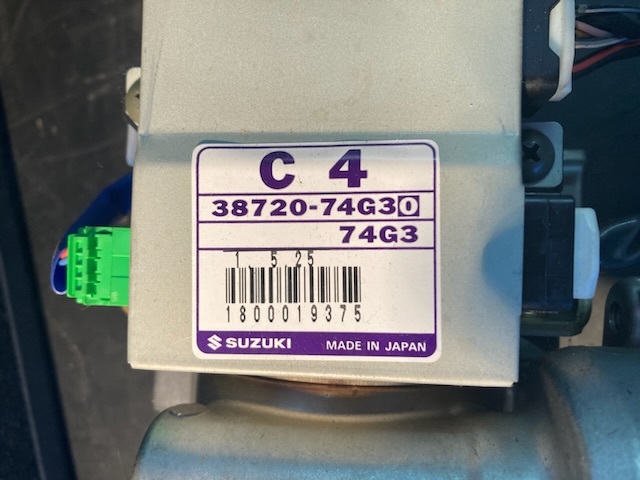 C 4
38720-74G30
74G3
1 5 25
1800019375
SUZUKI MADE IN JAPAN